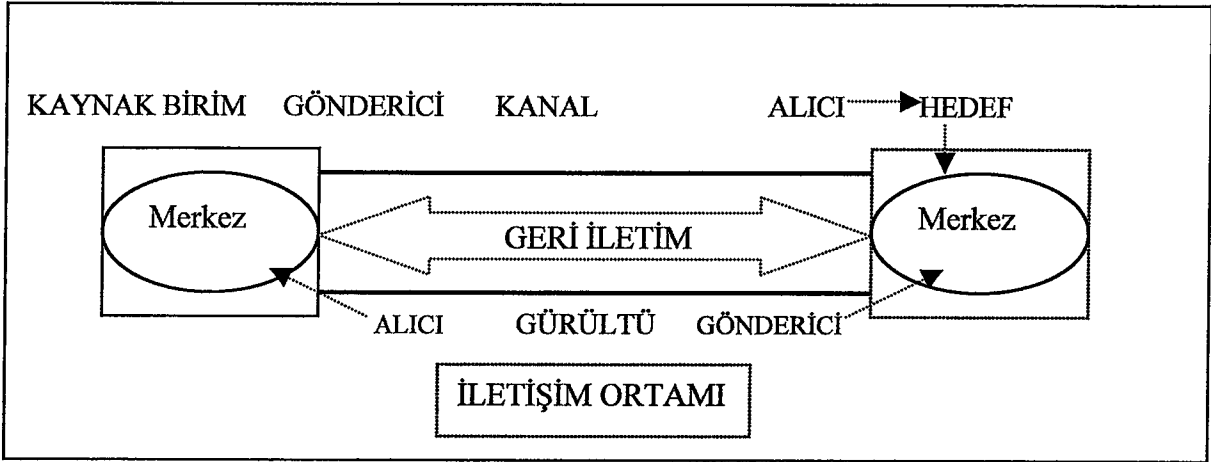 KAYNAK BİRİM GÖNDERİCİ KANAL ALICI HEDEF
Merkez GERİ İLETİM Merkez
ALICI GÜRÜLTÜ GÖNDERİCİ
İLETİŞİM ORTAMI